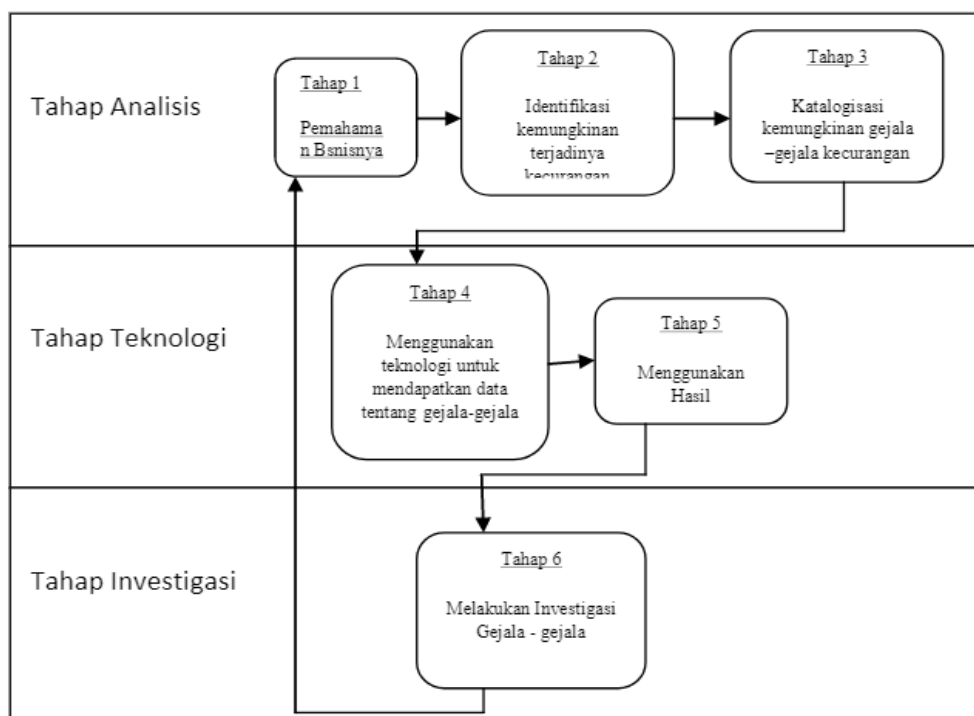 Tahap Analisis
Tahap 1
Pemahama
n Bsnisnya
Tahap 2
Identifikasi
kemungkinan
terjadinya
kecurangan
Tahap 3
Katalogisasi
kemungkinan gejala
–gejala kecurangan
Tahap Teknologi
Tahap 4
Menggunakan
teknologi untuk
mendapatkan data
tentang gejala-gejala
Tahap 5
Menggunakan
Hasil
Tahap Investigasi
Tahap 6
Melakukan Investigasi
Gejala - gejala